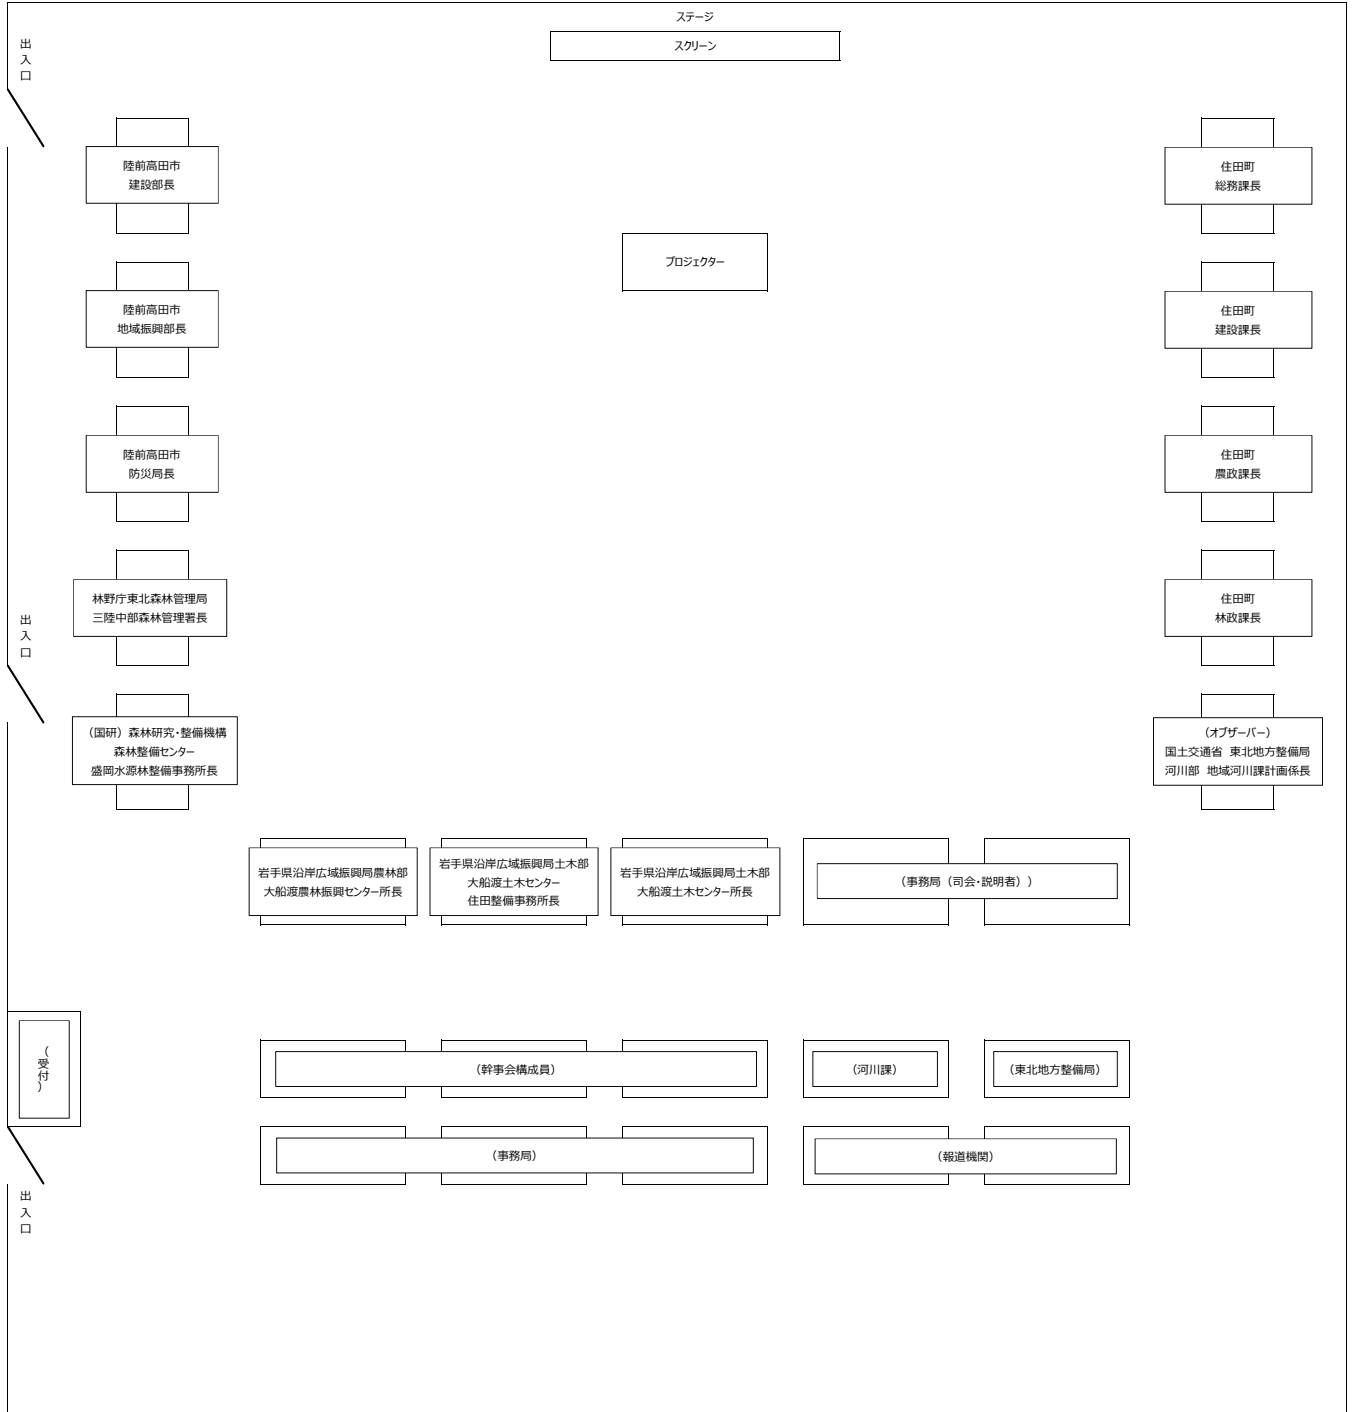 ステージ
スクリーン
出入口
陸前高田市
建設部長
住田町
総務課長
プロジェクター
陸前高田市
地域振興部長
住田町
建設課長
陸前高田市
防災局長
住田町
農政課長
出入口
林野庁東北森林管理局
三陸中部森林管理署長
住田町
林政課長
（国研）森林研究・整備機構
森林整備センター
盛岡水源林整備事務所長
（オブザーバー）
国土交通省 東北地方整備局
河川部 地域河川課計画係長
岩手県沿岸広域振興局農林部
大船渡農林振興センター所長
岩手県沿岸広域振興局土木部
大船渡土木センター
住田整備事務所長
岩手県沿岸広域振興局土木部
大船渡土木センター所長
（事務局（司会・説明者））
（受付）
（幹事会構成員）
（河川課）
（東北地方整備局）
（事務局）
（報道機関）
出入口